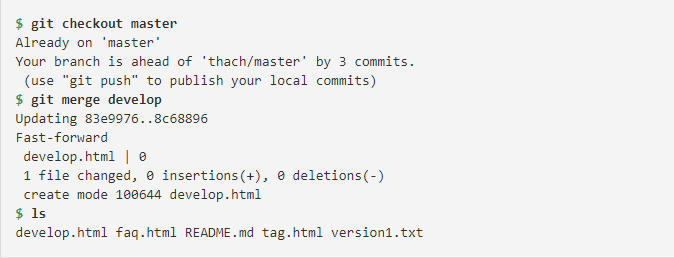 $ git checkout master
Already on 'master'
Your branch is ahead of 'thach/master' by 3 commits.
 (use "git push" to publish your local commits)
$ git merge develop
Updating 83e9976..8c68896
Fast-forward
 develop.html | 0
 1 file changed, 0 insertions(+), 0 deletions(-)
 create mode 100644 develop.html
$ ls
develop.html faq.html README.md tag.html version1.txt